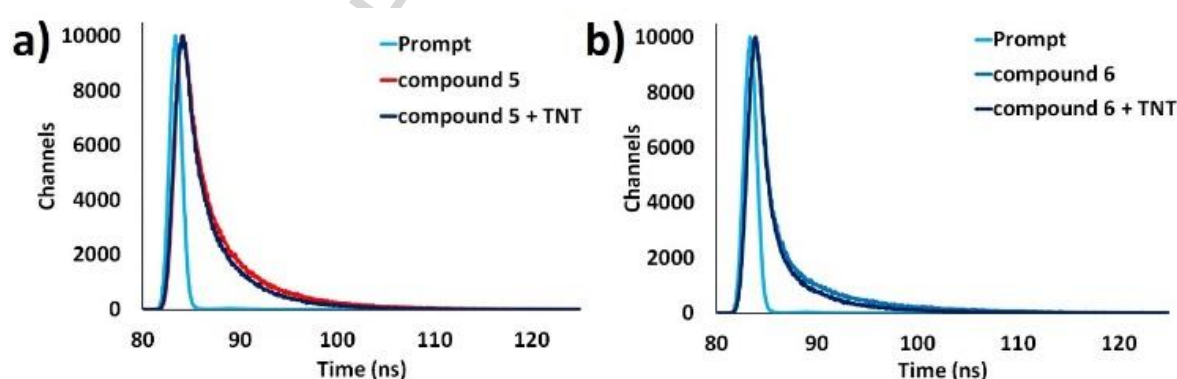 a)
Channels
10000
8000
6000
4000
2000
0
80 90 100 110 120
Time (ns)
Prompt
compound 5
compound 5 + TNT
b)
Channels
10000
8000
6000
4000
2000
0
80 90 100 110 120
Time (ns)
Prompt
compound 6
compound 6 + TNT